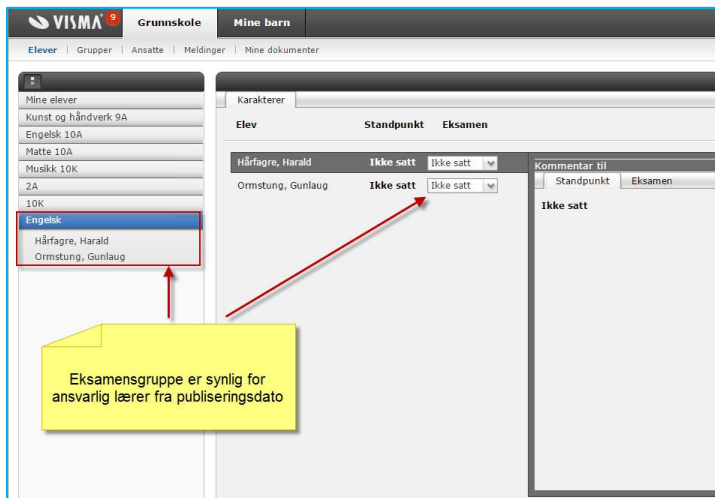 VISMA 9 Grunnskole Mine barn
Elever | Grupper | Ansatte | Meldinger | Mine dokumenter
Mine elever
Kunst og håndverk 9A
Engelsk 10A
Matte 10A
Musikk 10K
2A
10K
Engelsk
Hårfagre, Harald
Ormstung, Gunlaug
Karakterer
Elev Standpunkt Eksamen
Hårfagre, Harald Ikke satt Ikke satt
Ormstung, Gunlaug Ikke satt Ikke satt
Kommentar til
Standpunkt Eksamen
Ikke satt
Eksamensgruppe er synlig for
ansvarlig lærer fra publiseringsdato